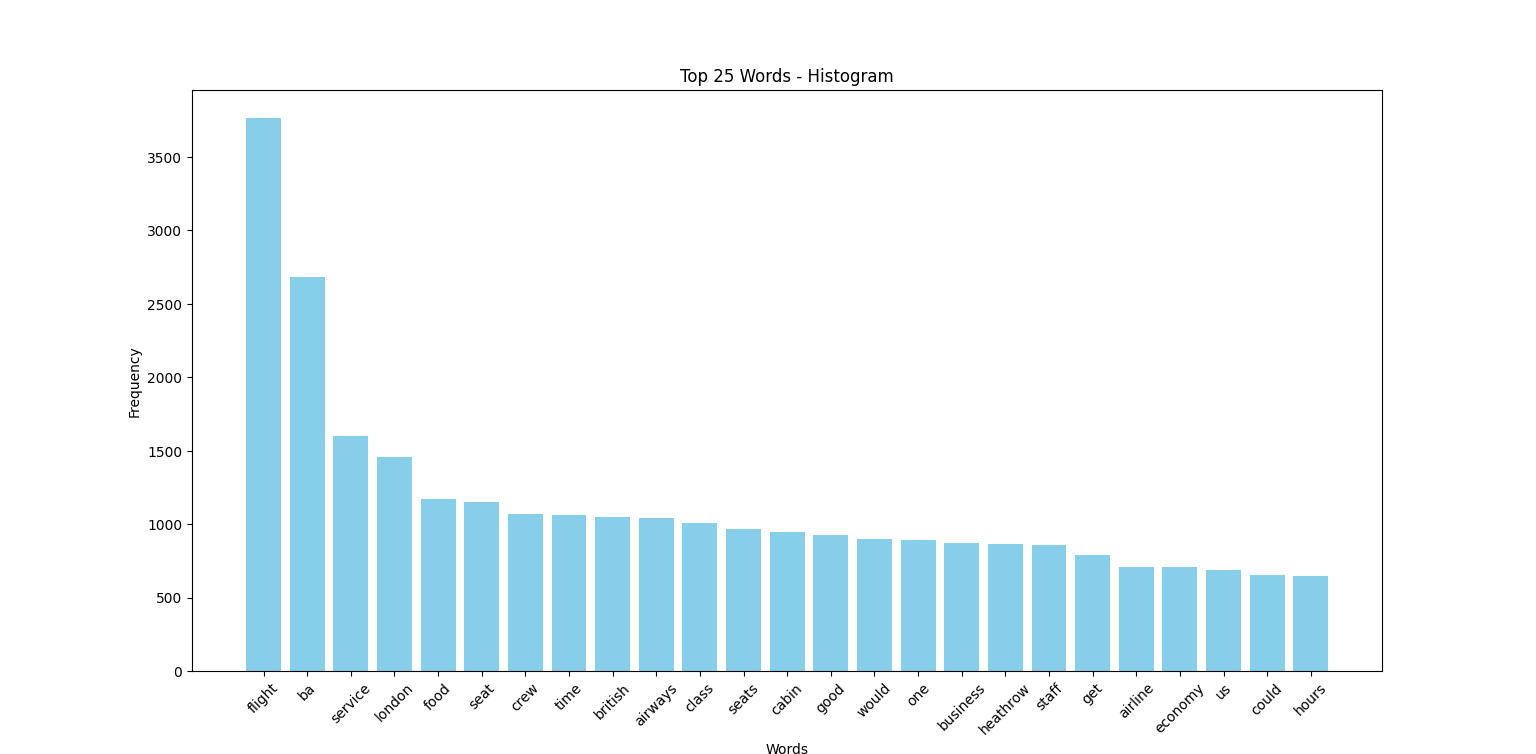 Top 25 Words - Histogram
Frequency
3500
3000
2500
2000
1500
1000
500
0
flight ba service london food seat crew time british airways class seats cabin good would one business heathrow staff get airline economy us could hours
Words